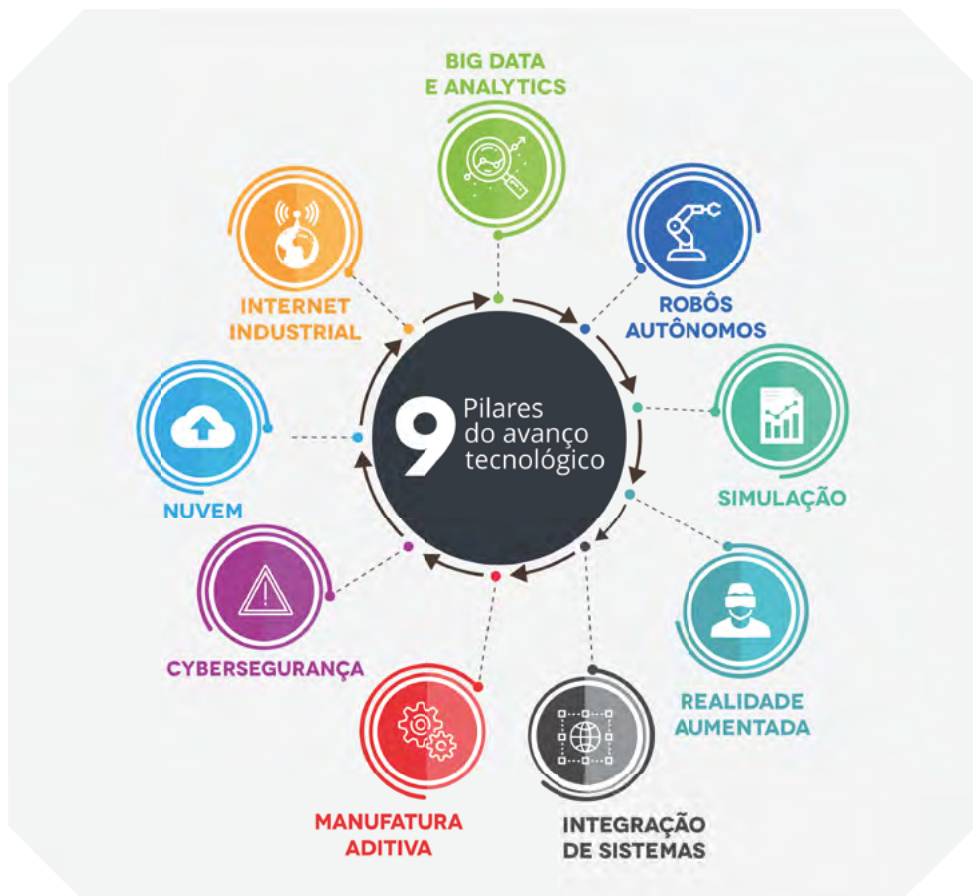 BIG DATA
E ANALYTICS
ROBÔS
AUTÔNOMOS
SIMULAÇÃO
REALIDADE
AUMENTADA
INTEGRAÇÃO
DE SISTEMAS
MANUFATURA
ADITIVA
CYBERSEGURANÇA
NUVEM
INTERNET
INDUSTRIAL
9 Pilares
do avanço
tecnológico